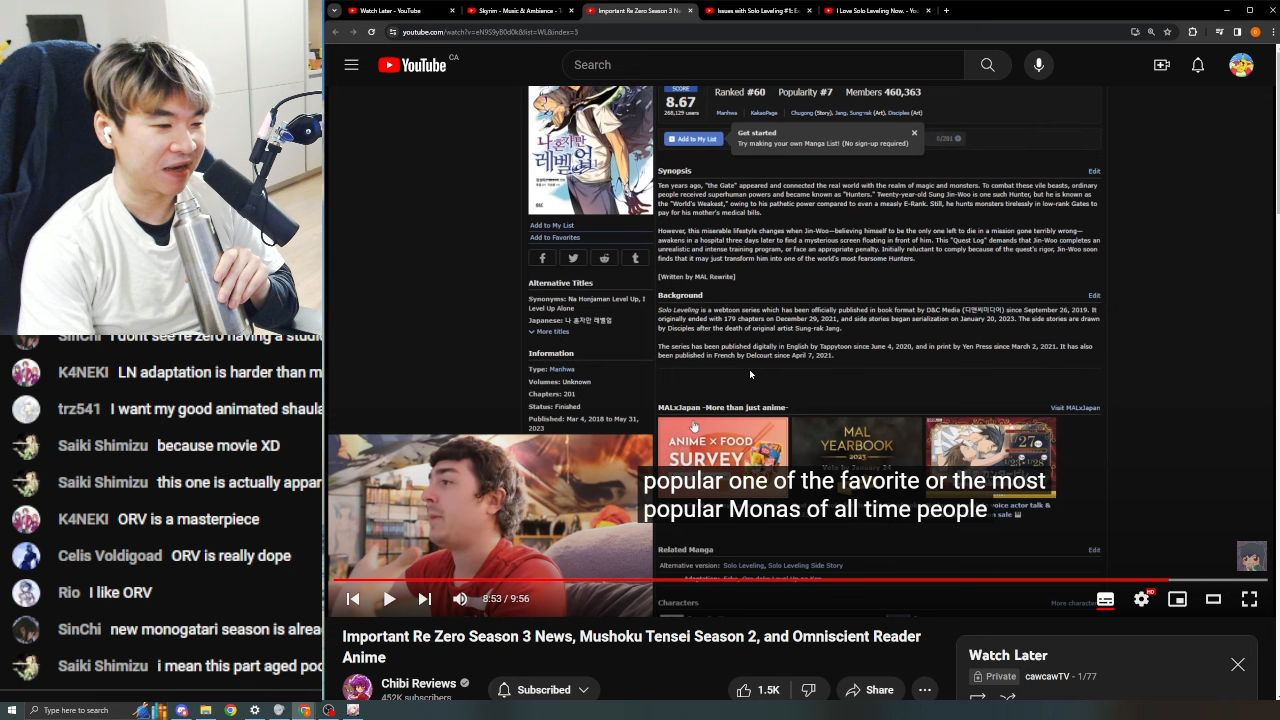 Watch Later - YouTube
Skyrim - Music & Ambience - T
Important Re Zero Season 3 N
Issues with Solo Leveling #1: E
I Love Solo Leveling Now. - You
youtube.com/watch?v=eN9S9yB0d0k&list=WL&index=3
YouTube CA
Search
SCORE
8.67
268,129 users
Ranked #60 Popularity #7 Members 460,363
Manhwa KakaoPage Chugong (Story), Jang, Sung-rak (Art), Disciples (Art)
Add to My List
Get started
Try making your own Manga List! (No sign-up required)
0/201
나 혼자만
레벨업
Synopsis Edit
Ten years ago, "the Gate" appeared and connected the real world with the realm of magic and monsters. To combat these vile beasts, ordinary
people received superhuman powers and became known as "Hunters." Twenty-year-old Sung Jin-Woo is one such Hunter, but he is known as
the "World's Weakest," owing to his pathetic power compared to even a measly E-Rank. Still, he hunts monsters tirelessly in low-rank Gates to
pay for his mother's medical bills.
However, this miserable lifestyle changes when Jin-Woo—believing himself to be the only one left to die in a mission gone terribly wrong—
awakens in a hospital three days later to find a mysterious screen floating in front of him. This "Quest Log" demands that Jin-Woo completes an
unrealistic and intense training program, or face an appropriate penalty. Initially reluctant to comply because of the quest's rigor, Jin-Woo soon
finds that it may just transform him into one of the world's most fearsome Hunters.
[Written by MAL Rewrite]
Background Edit
Solo Leveling is a webtoon series which has been officially published in book format by D&C Media (디앤씨미디어) since September 26, 2019. It
originally ended with 179 chapters on December 29, 2021, and side stories began serialization on January 20, 2023. The side stories are drawn
by Disciples after the death of original artist Sung-rak Jang.
The series has been published digitally in English by Tappytoon since June 4, 2020, and in print by Yen Press since March 2, 2021. It has also
been published in French by Delcourt since April 7, 2021.
Add to My List
Add to Favorites
Alternative Titles
Synonyms: Na Honjaman Level Up, I
Level Up Alone
Japanese: 나 혼자만 레벨업
More titles
Information
Type: Manhwa
Volumes: Unknown
Chapters: 201
Status: Finished
Published: Mar 4, 2018 to May 31,
2023
MALxJapan -More than just anime- Visit MALxJapan
ANIME × FOOD
SURVEY
MAL
YEARBOOK
2023
1/27
voice actor talk &
n sale
popular one of the favorite or the most
popular Monas of all time people
Related Manga Edit
Alternative version: Solo Leveling, Solo Leveling Side Story
Characters More charact
8:53 / 9:56
HD
Important Re Zero Season 3 News, Mushoku Tensei Season 2, and Omniscient Reader
Anime
Chibi Reviews
452K subscribers
Subscribed
1.5K
Share
Watch Later
Private cawcawTV - 1/77
K4NEKI LN adaptation is harder than m
trz541 I want my good animated shaula
Saiki Shimizu because movie XD
Saiki Shimizu this one is actually appar
K4NEKI ORV is a masterpiece
Celis Voldigoad ORV is really dope
Rio I like ORV
SinChi new monogatari season is alrea
Saiki Shimizu i mean this aged poo
Type here to search